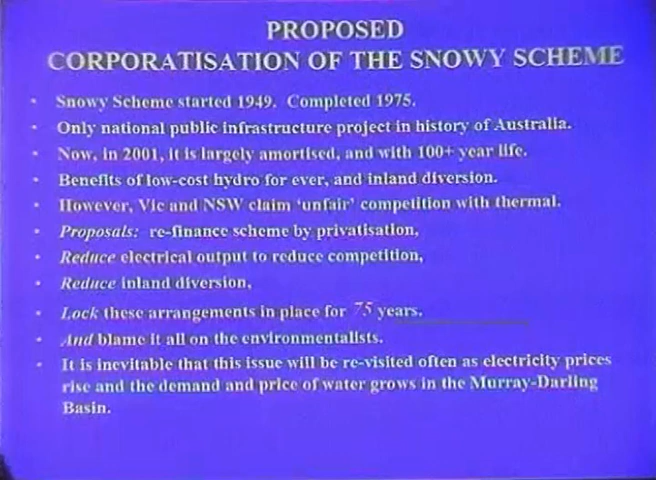 PROPOSED
CORPORATISATION OF THE SNOWY SCHEME
• Snowy Scheme started 1949. Completed 1975.
• Only national public infrastructure project in history of Australia.
• Now, in 2001, it is largely amortised, and with 100+ year life.
• Benefits of low-cost hydro for ever, and inland diversion.
• However, Vic and NSW claim ‘unfair’ competition with thermal.
• Proposals: re-finance scheme by privatisation,
• Reduce electrical output to reduce competition,
• Reduce inland diversion,
• Lock these arrangements in place for 75 years.
• And blame it all on the environmentalists.
• It is inevitable that this issue will be re-visited often as electricity prices
rise and the demand and price of water grows in the Murray-Darling
Basin.